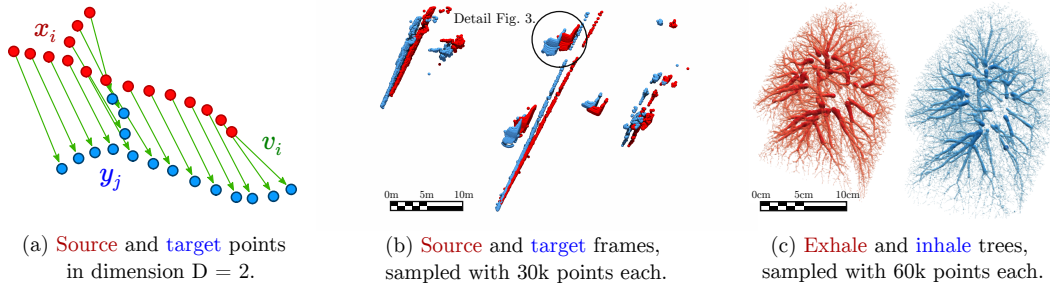 x_i
y_j
v_i
(a) Source and target points
in dimension D = 2.
Detail Fig. 3.
0m 5m 10m
(b) Source and target frames,
sampled with 30k points each.
0cm 5cm 10cm
(c) Exhale and inhale trees,
sampled with 60k points each.